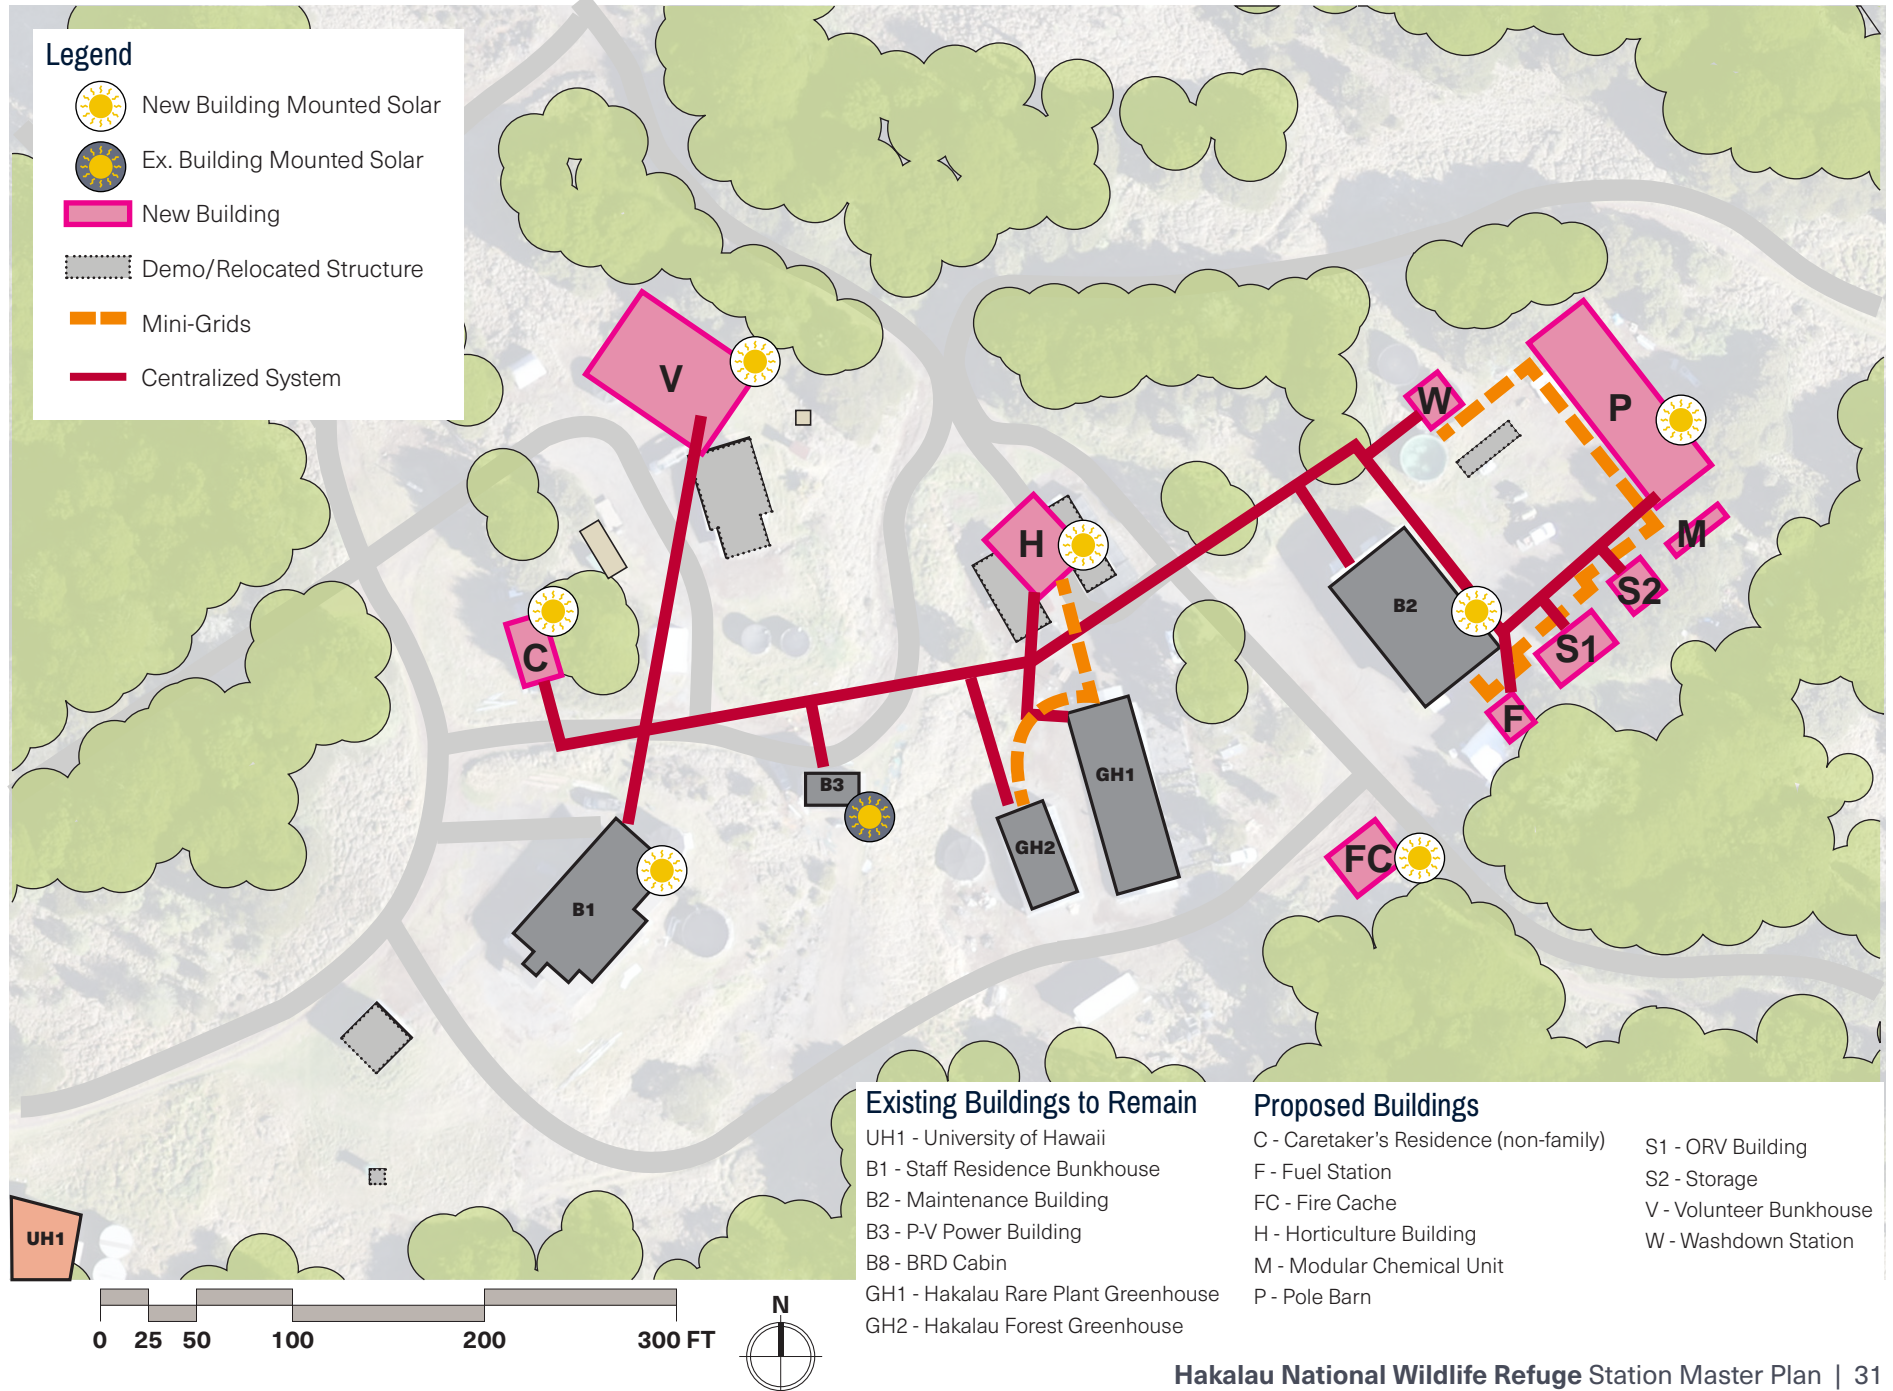 Legend
New Building Mounted Solar
Ex. Building Mounted Solar
New Building
Demo/Relocated Structure
Mini-Grids
Centralized System
V
W
P
H
M
C
B2
S2
S1
F
B3
GH1
GH2
FC
B1
UH1
Existing Buildings to Remain
UH1 - University of Hawaii
B1 - Staff Residence Bunkhouse
B2 - Maintenance Building
B3 - P-V Power Building
B8 - BRD Cabin
GH1 - Hakalau Rare Plant Greenhouse
GH2 - Hakalau Forest Greenhouse
Proposed Buildings
C - Caretaker's Residence (non-family)
F - Fuel Station
FC - Fire Cache
H - Horticulture Building
M - Modular Chemical Unit
P - Pole Barn
S1 - ORV Building
S2 - Storage
V - Volunteer Bunkhouse
W - Washdown Station
0 25 50 100 200 300 FT
N
Hakalau National Wildlife Refuge Station Master Plan | 31